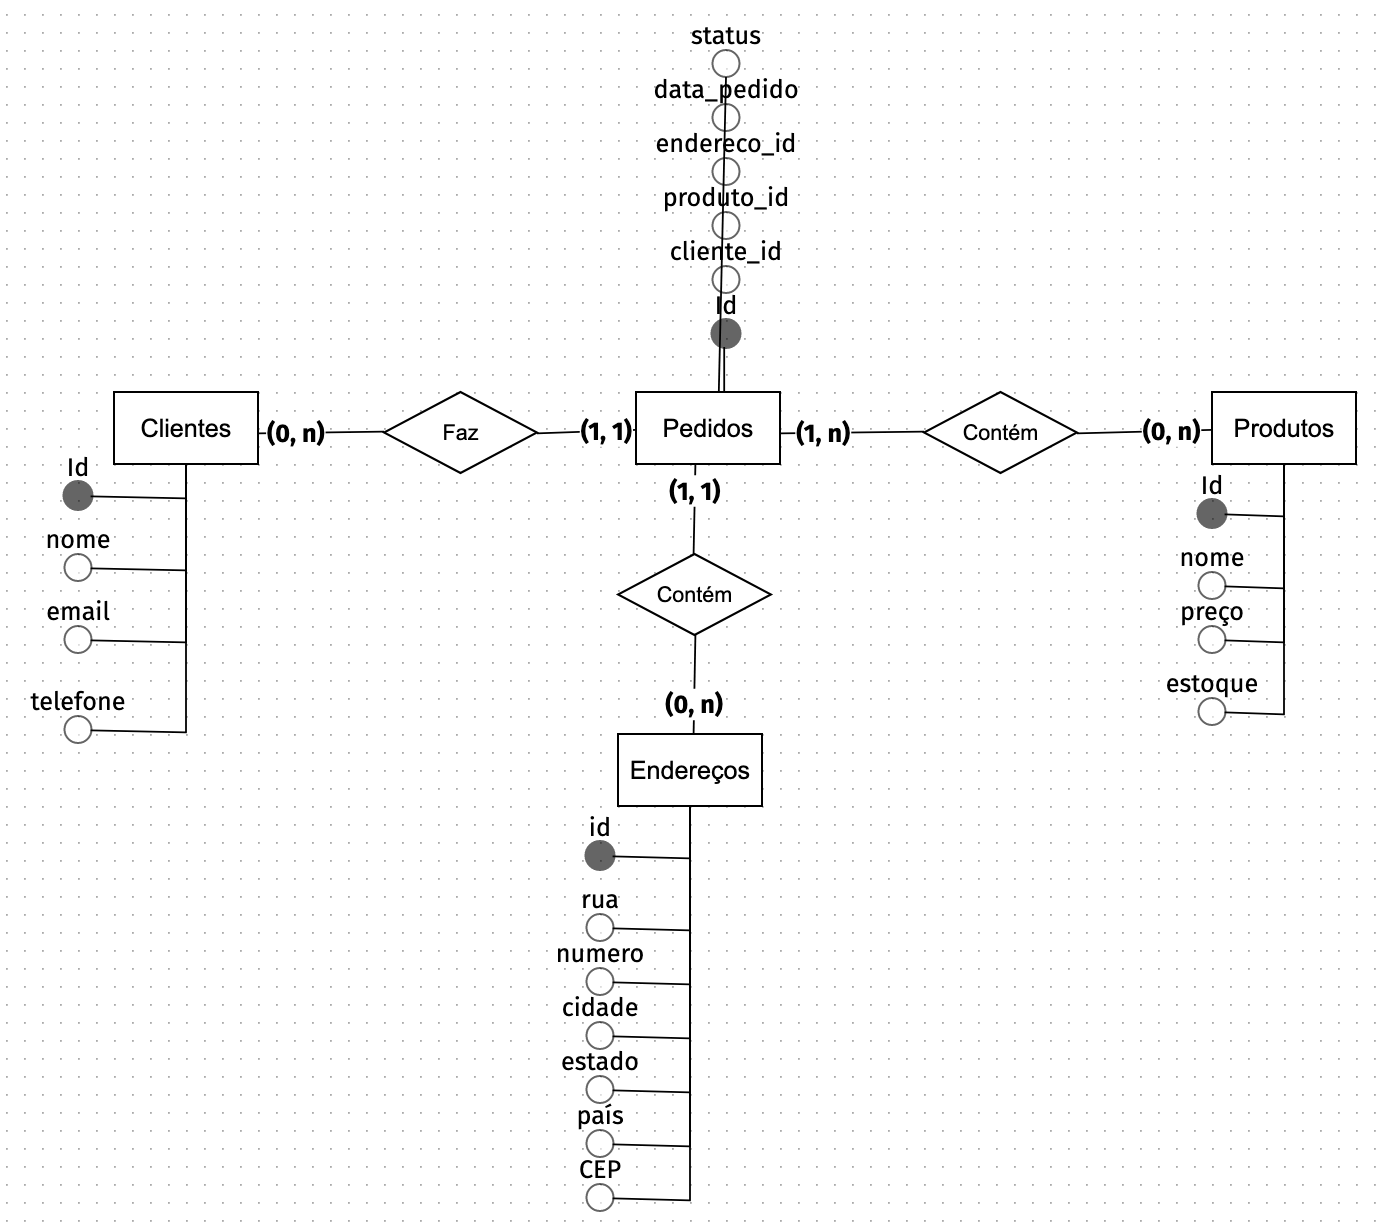 status
data_pedido
endereco_id
produto_id
cliente_id
Id
Clientes
(0, n)
Faz
(1, 1)
Pedidos
(1, n)
Contém
(0, n)
Produtos
Id
nome
email
telefone
(1, 1)
Contém
(0, n)
Endereços
Id
nome
preço
estoque
id
rua
numero
cidade
estado
país
CEP